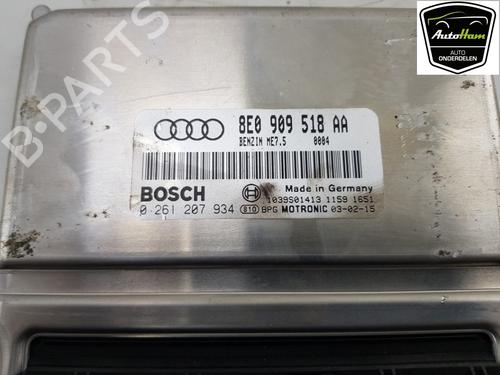 AutoHam
AUTO
ONDERDELEN
B-PARTS
8E0 909 518 AA
BENZIN ME7.5 0004
BOSCH
Made in Germany
1039S01413 1159 1651
0 261 207 934 810 BPG MOTRONIC 03-02-15